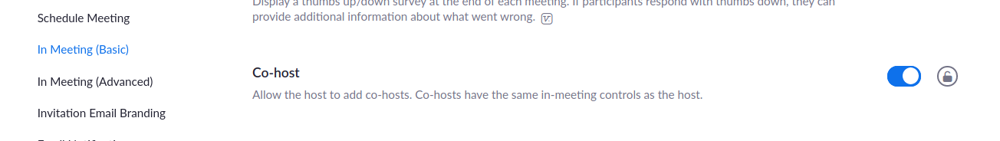 Schedule Meeting
In Meeting (Basic)
In Meeting (Advanced)
Invitation Email Branding
Display a thumbs up/down survey at the end of each meeting. If participants respond with thumbs down, they can
provide additional information about what went wrong.
Co-host
Allow the host to add co-hosts. Co-hosts have the same in-meeting controls as the host.